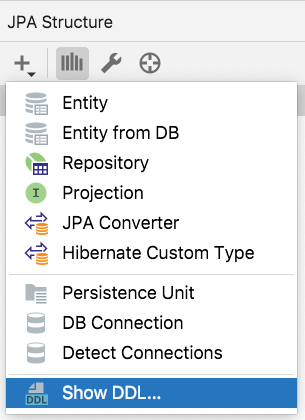 JPA Structure
Entity
Entity from DB
Repository
I
Projection
JPA Converter
Hibernate Custom Type
Persistence Unit
DB Connection
Detect Connections
DDL
Show DDL...